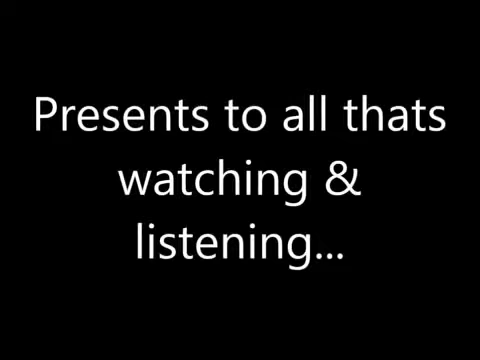 Presents to all thats
watching &
listening...